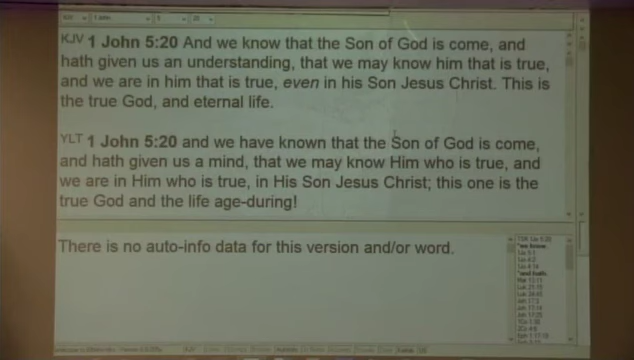 KJV 1 John 5:20 And we know that the Son of God is come, and
hath given us an understanding, that we may know him that is true,
and we are in him that is true, even in his Son Jesus Christ. This is
the true God, and eternal life.
YLT 1 John 5:20 and we have known that the Son of God is come,
and hath given us a mind, that we may know Him who is true, and
we are in Him who is true, in His Son Jesus Christ; this one is the
true God and the life age-during!
There is no auto-info data for this version and/or word.